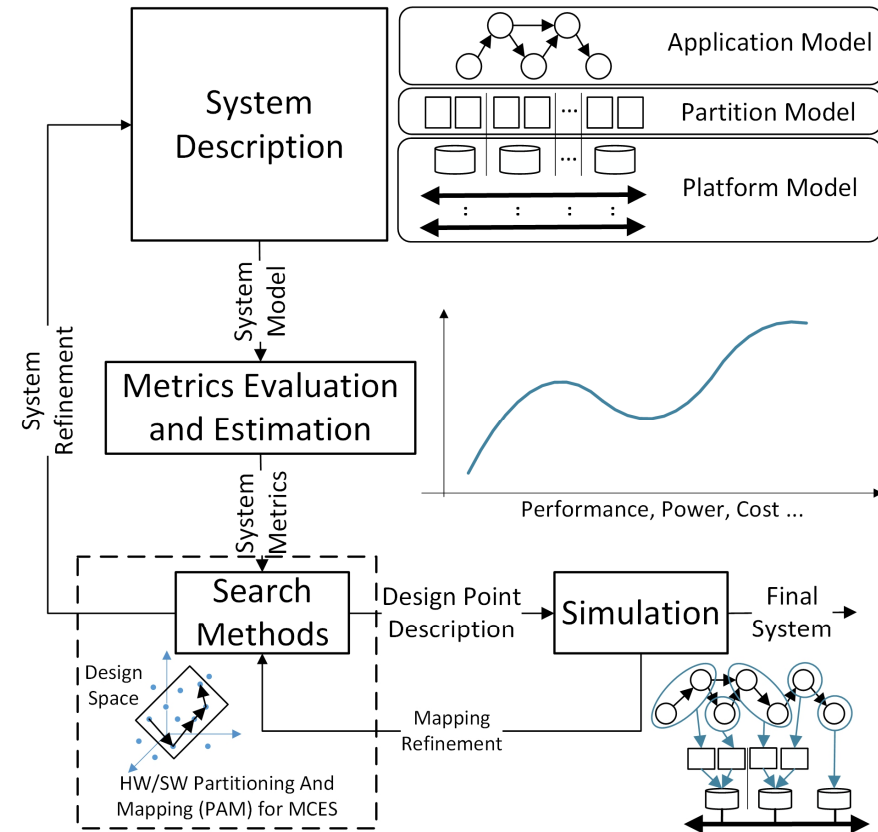 System
Description
Application Model
Partition Model
...
Platform Model
...
:
:
:
:
System
Model
System
Refinement
Metrics Evaluation
and Estimation
Performance, Power, Cost ...
System
Metrics
Search
Methods
Design Point
Description
Simulation
Final
System
Design
Space
Mapping
Refinement
HW/SW Partitioning And
Mapping (PAM) for MCES